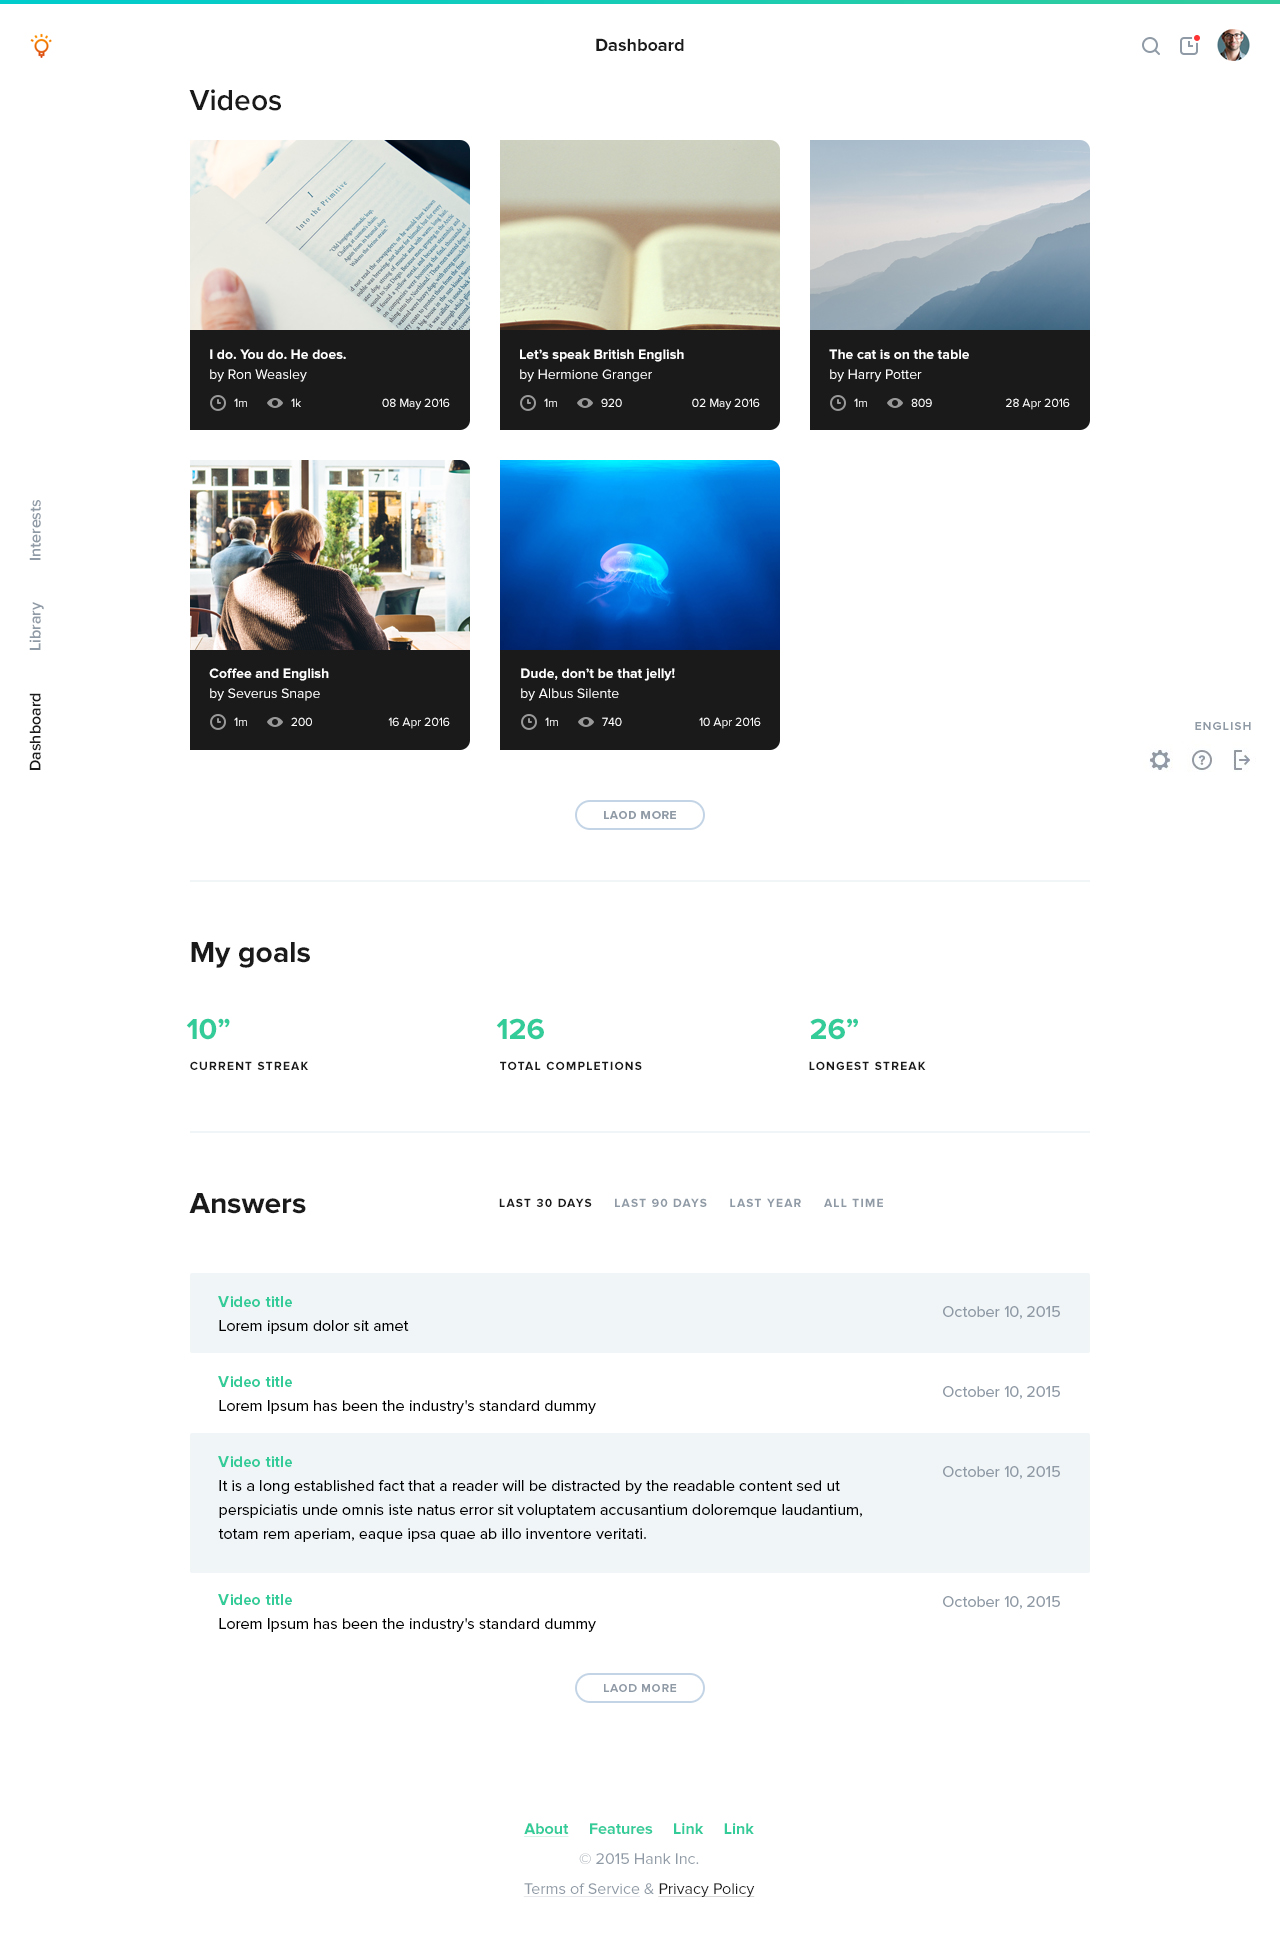 Dashboard
Videos
I
Into the Primitive
I do. You do. He does.
by Ron Weasley
1m 1k 08 May 2016
Let’s speak British English
by Hermione Granger
1m 920 02 May 2016
The cat is on the table
by Harry Potter
1m 809 28 Apr 2016
7 4
Coffee and English
by Severus Snape
1m 200 16 Apr 2016
Dude, don’t be that jelly!
by Albus Silente
1m 740 10 Apr 2016
Interests
Library
Dashboard
ENGLISH
LAOD MORE
My goals
10”
CURRENT STREAK
126
TOTAL COMPLETIONS
26”
LONGEST STREAK
Answers
LAST 30 DAYS LAST 90 DAYS LAST YEAR ALL TIME
Video title
Lorem ipsum dolor sit amet
October 10, 2015
Video title
Lorem Ipsum has been the industry's standard dummy
October 10, 2015
Video title
It is a long established fact that a reader will be distracted by the readable content sed ut
perspiciatis unde omnis iste natus error sit voluptatem accusantium doloremque laudantium,
totam rem aperiam, eaque ipsa quae ab illo inventore veritati.
October 10, 2015
Video title
Lorem Ipsum has been the industry's standard dummy
October 10, 2015
LAOD MORE
About Features Link Link
© 2015 Hank Inc.
Terms of Service & Privacy Policy